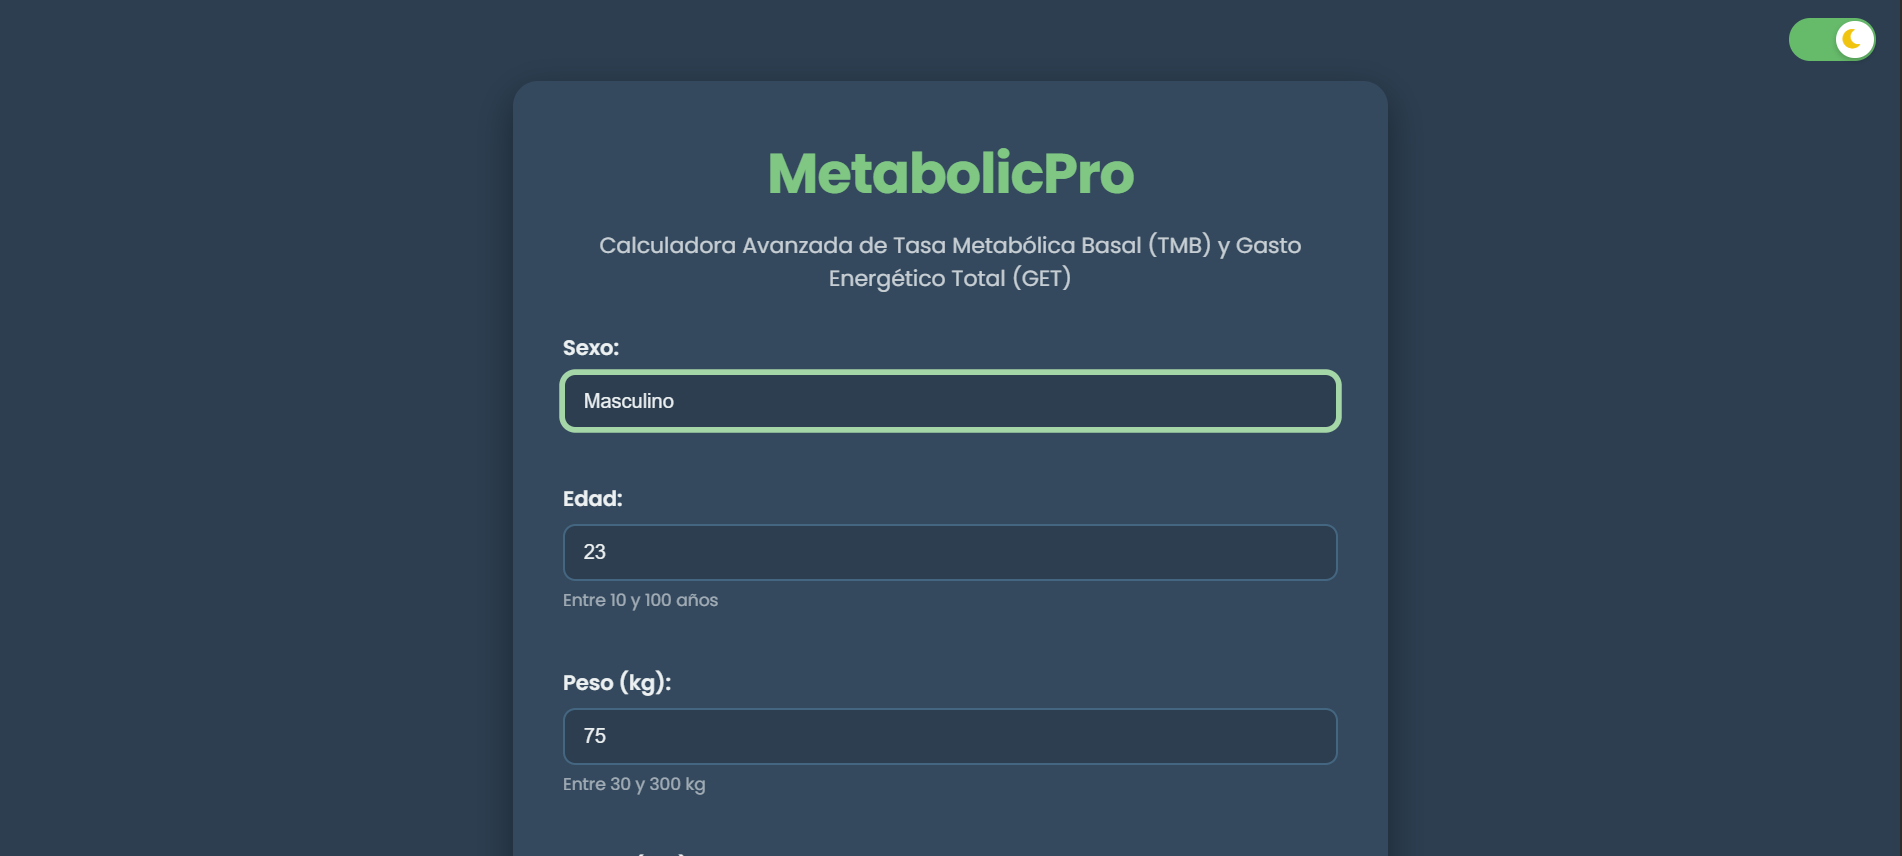 MetabolicPro
Calculadora Avanzada de Tasa Metabólica Basal (TMB) y Gasto
Energético Total (GET)
Sexo:
Masculino
Edad:
23
Entre 10 y 100 años
Peso (kg):
75
Entre 30 y 300 kg